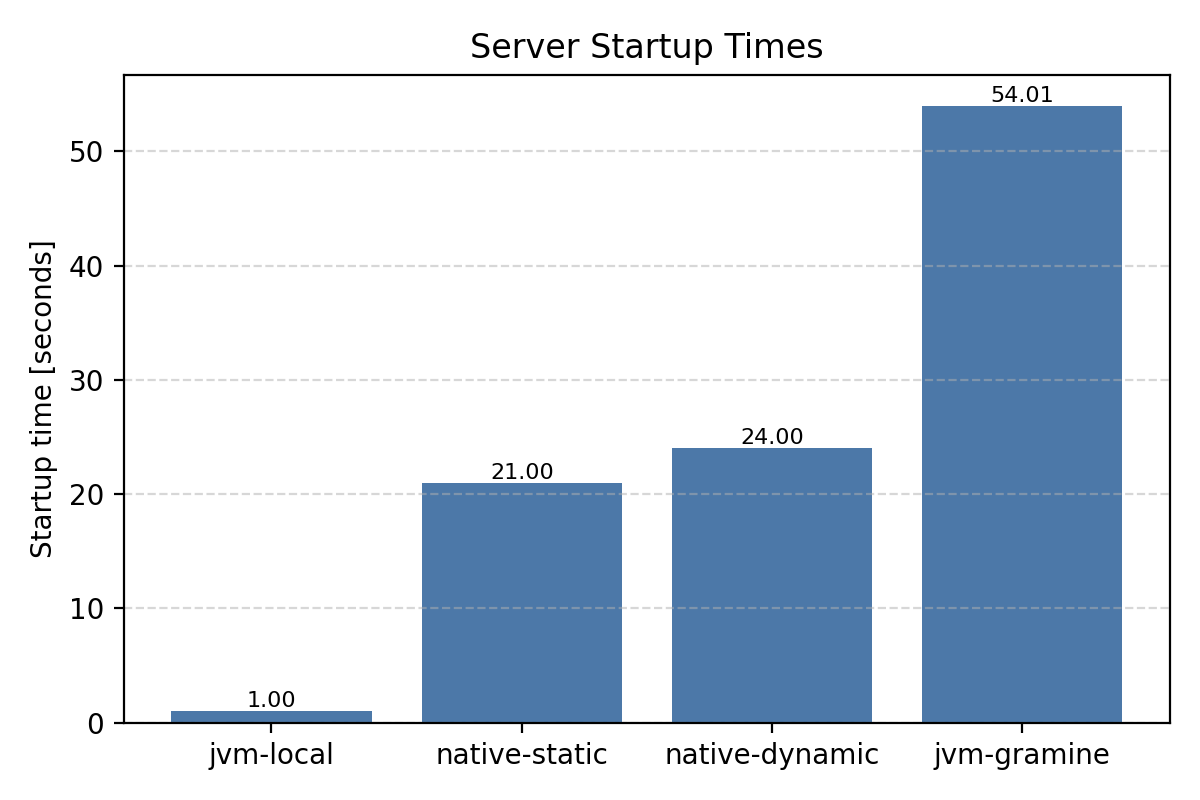 Server Startup Times
Startup time [seconds]
50
40
30
20
10
0
1.00
21.00
24.00
54.01
jvm-local
native-static
native-dynamic
jvm-gramine